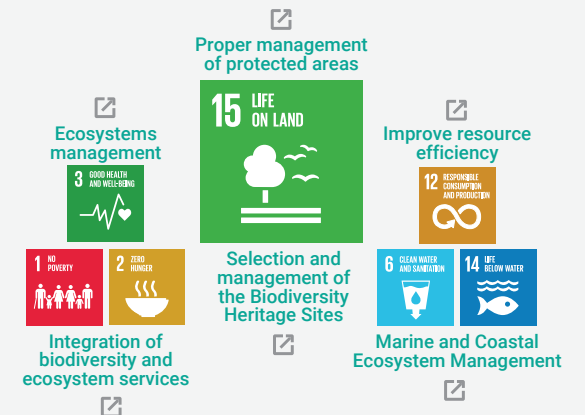 Proper management
of protected areas
15 LIFE
ON LAND
Selection and
management of
the Biodiversity
Heritage Sites
Ecosystems
management
3 GOOD HEALTH
AND WELL-BEING
1 NO
POVERTY
2 ZERO
HUNGER
Integration of
biodiversity and
ecosystem services
Improve resource
efficiency
12 RESPONSIBLE
CONSUMPTION
AND PRODUCTION
6 CLEAN WATER
AND SANITATION
14 LIFE
BELOW WATER
Marine and Coastal
Ecosystem Management